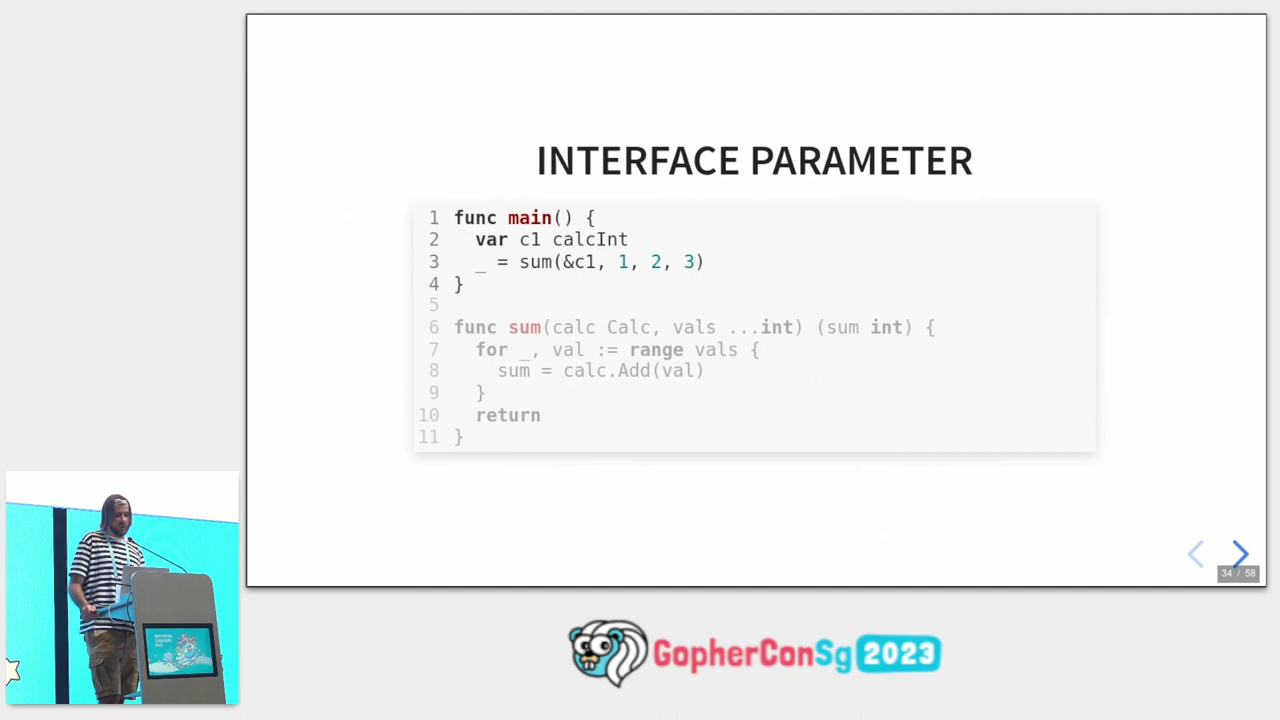 INTERFACE PARAMETER
1 func main() {
2   var c1 calcInt
3   _ = sum(&c1, 1, 2, 3)
4 }
5
6 func sum(calc Calc, vals ...int) (sum int) {
7   for _, val := range vals {
8     sum = calc.Add(val)
9   }
10   return
11 }
34 / 58
GopherConSg 2023